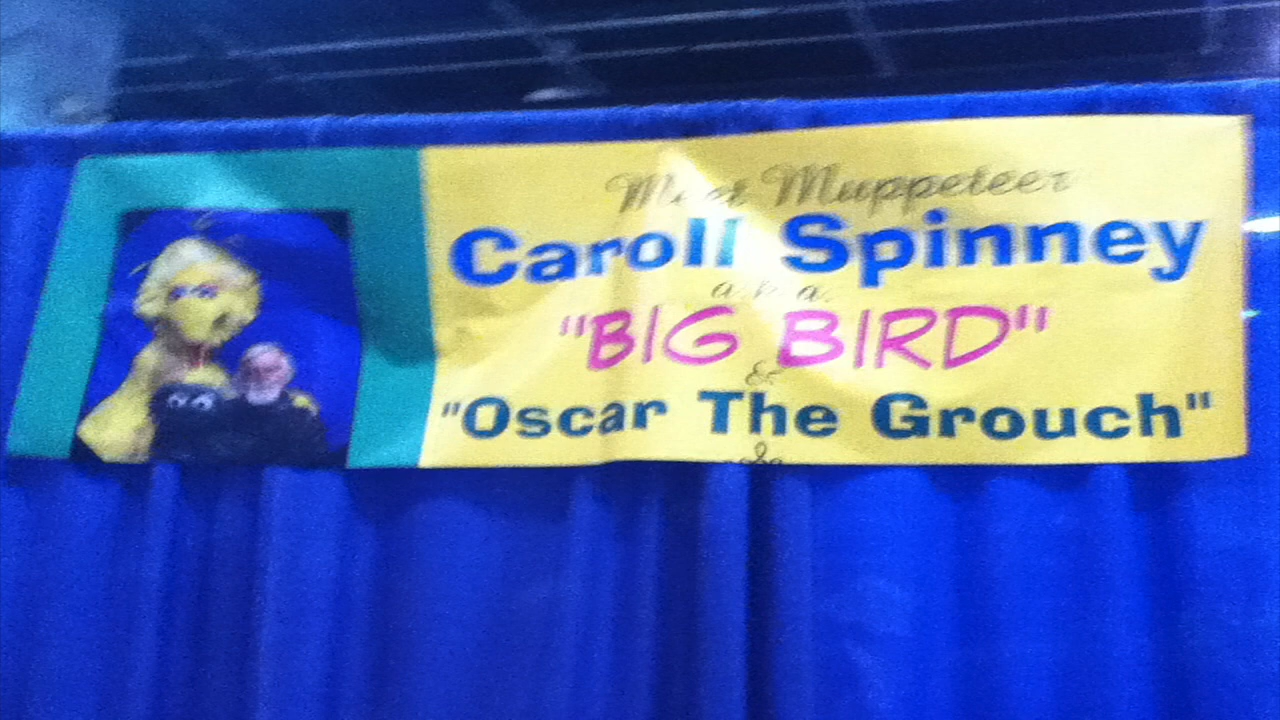 Meet Muppeteer
Caroll Spinney
a.k.a.
"BIG BIRD"
&
"Oscar The Grouch"